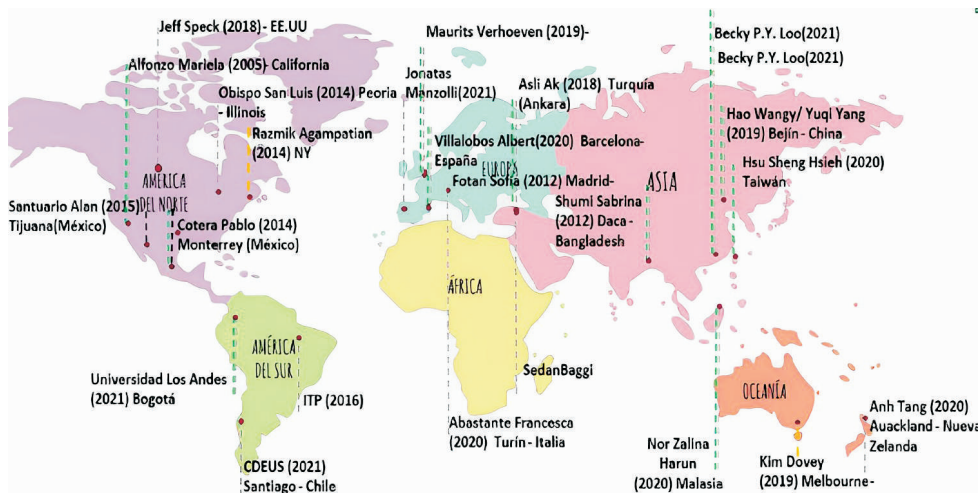 Jeff Speck (2018)- EE.UU
Alfonzo Mariela (2005)- California
Obispo San Luis (2014) Peoria
- Illinois
Razmik Agampatian
(2014) NY
AMERICA
DEL NORTE
Santuario Alan (2015)
Tijuana(México)
Cotera Pablo (2014)
Monterrey (México)
Maurits Verhoeven (2019)-
Jonatas
Manzolli(2021)
Asli Ak (2018) Turquía
(Ankara)
Villalobos Albert(2020) Barcelona-
España
EUROPA
Fotan Sofía (2012) Madrid-
Shumi Sabrina
(2012) Daca -
Bangladesh
ASIA
Becky P.Y. Loo(2021)
Becky P.Y. Loo(2021)
Hao Wangy/ Yuqi Yang
(2019) Bejín - China
Hsu Sheng Hsieh (2020)
Taiwán
ÁFRICA
AMÉRICA
DEL SUR
Universidad Los Andes
(2021) Bogotá
ITP (2016)
CDEUS (2021)
Santiago - Chile
SedanBaggi
Abastante Francesca
(2020) Turín - Italia
OCEANÍA
Nor Zalina
Harun
(2020) Malasia
Kim Dovey
(2019) Melbourne-
Anh Tang (2020)
Auackland - Nueva
Zelanda